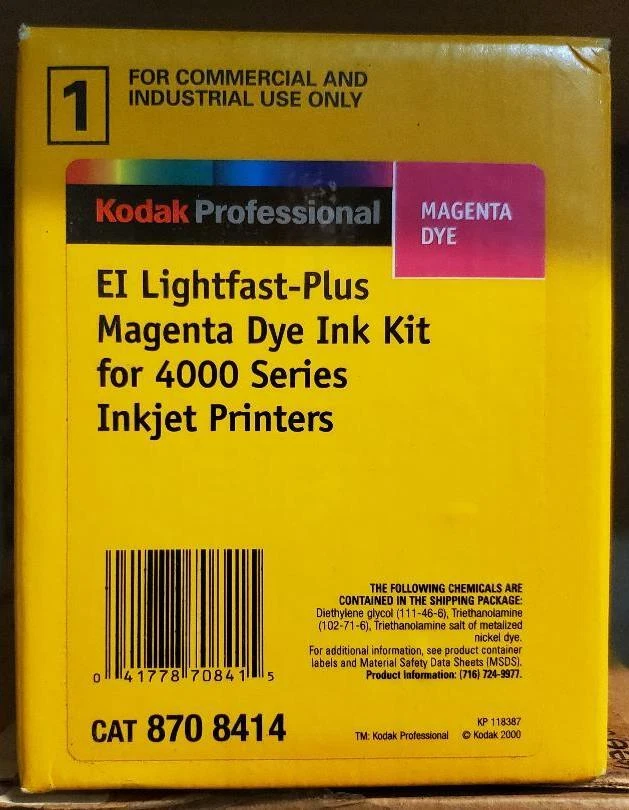 1
FOR COMMERCIAL AND
INDUSTRIAL USE ONLY
Kodak Professional
MAGENTA
DYE
EI Lightfast-Plus
Magenta Dye Ink Kit
for 4000 Series
Inkjet Printers
THE FOLLOWING CHEMICALS ARE
CONTAINED IN THE SHIPPING PACKAGE:
Diethylene glycol (111-46-6), Triethanolamine
(102-71-6), Triethanolamine salt of metalized
nickel dye.
For additional information, see product container
labels and Material Safety Data Sheets (MSDS).
Product Information: (716) 724-9977.
0 41778 70841 5
CAT 870 8414
KP 118387
TM: Kodak Professional © Kodak 2000